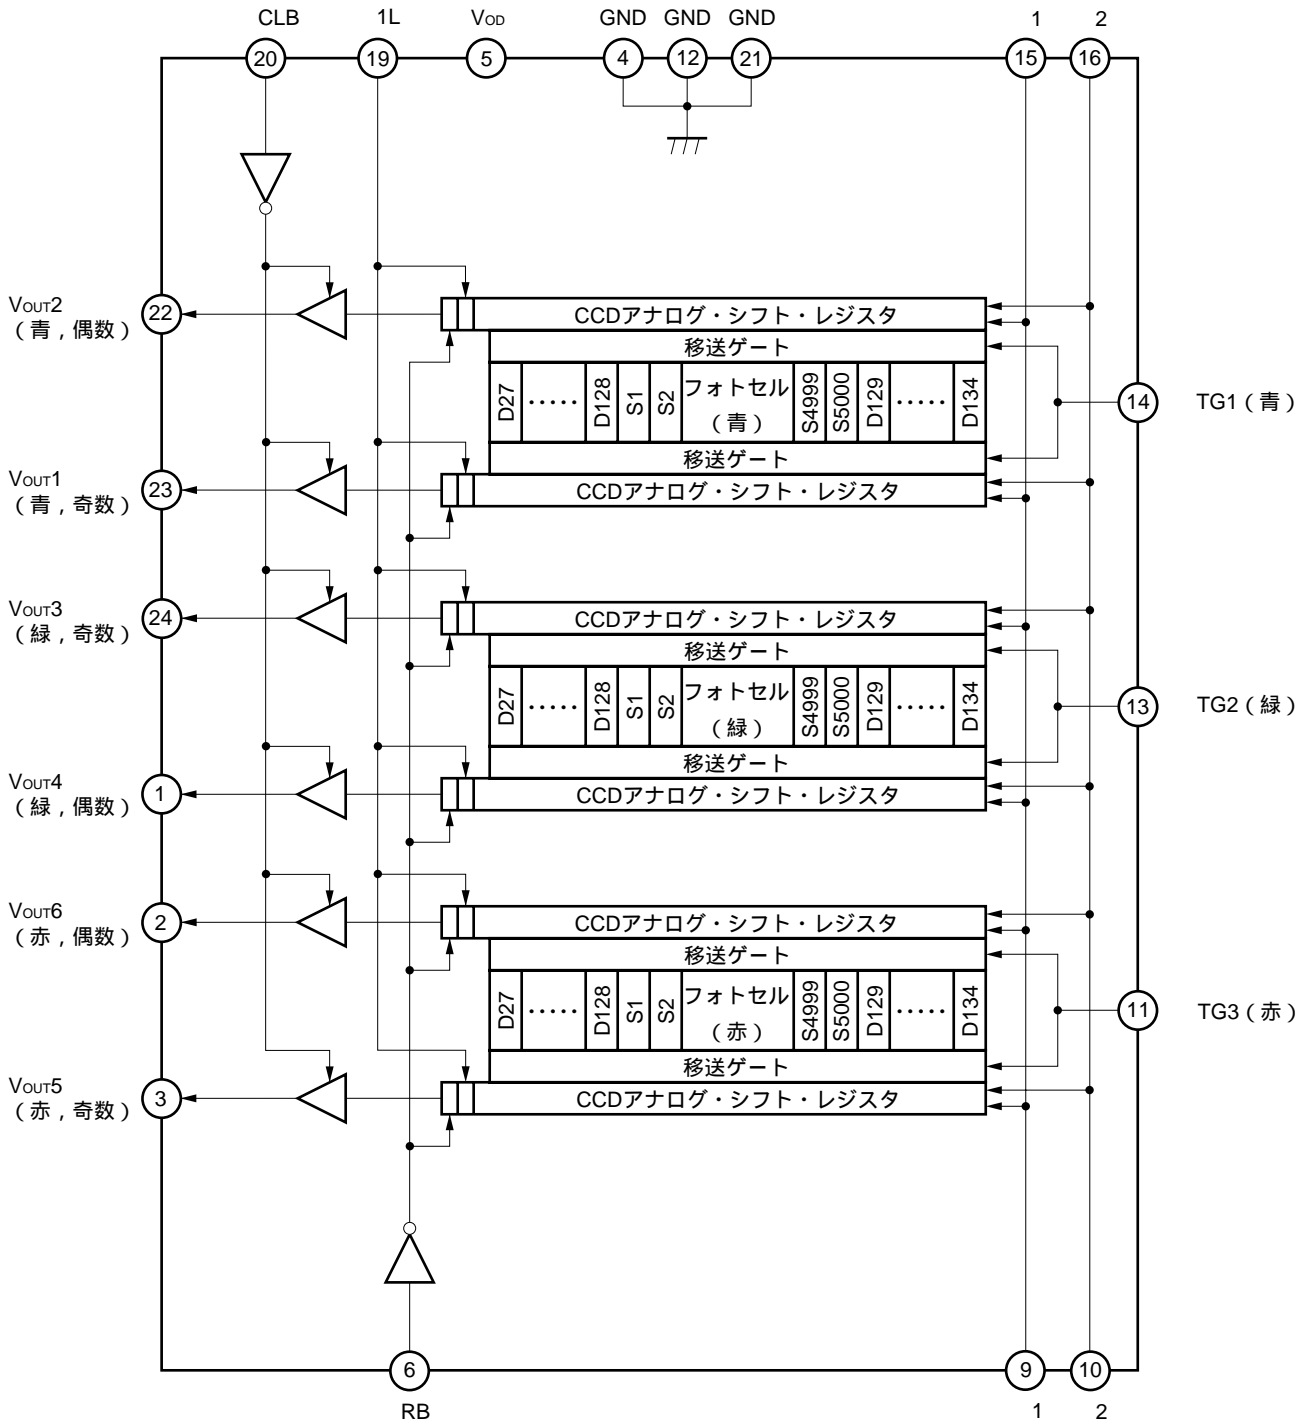 CLB 1L VOD GND GND GND 1 2
20 19 5 4 12 21 15 16
VOUT2
（青，偶数）
22
CCDアナログ・シフト・レジスタ
移送ゲート
D27 ····· D128 S1 S2 フォトセル（青） S4999 S5000 D129 ····· D134
14 TG1（青）
移送ゲート
VOUT1
（青，奇数）
23
CCDアナログ・シフト・レジスタ
VOUT3
（緑，奇数）
24
CCDアナログ・シフト・レジスタ
移送ゲート
D27 ····· D128 S1 S2 フォトセル（緑） S4999 S5000 D129 ····· D134
13 TG2（緑）
移送ゲート
VOUT4
（緑，偶数）
1
CCDアナログ・シフト・レジスタ
VOUT6
（赤，偶数）
2
CCDアナログ・シフト・レジスタ
移送ゲート
D27 ····· D128 S1 S2 フォトセル（赤） S4999 S5000 D129 ····· D134
11 TG3（赤）
移送ゲート
VOUT5
（赤，奇数）
3
CCDアナログ・シフト・レジスタ
6 9 10
RB 1 2